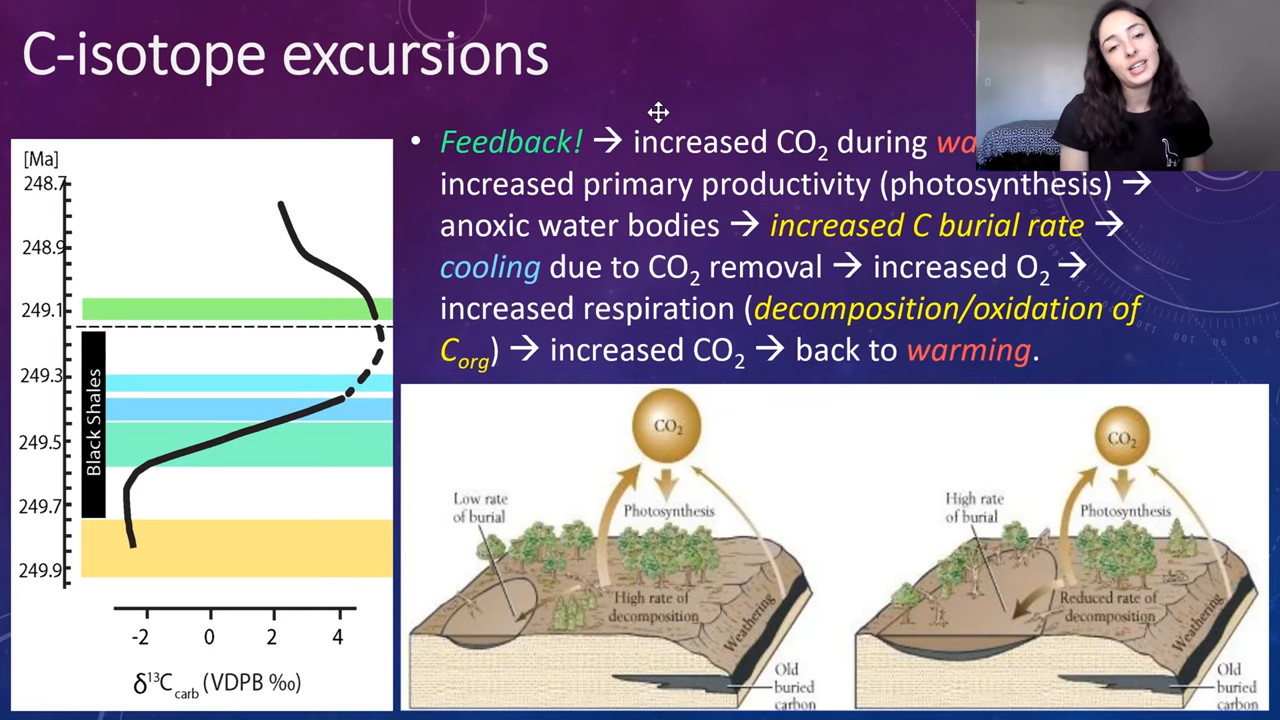 C-isotope excursions
• Feedback! → increased CO₂ during
increased primary productivity (photosynthesis) →
anoxic water bodies → increased C burial rate →
cooling due to CO₂ removal → increased O₂ →
increased respiration (decomposition/oxidation of
Corg) → increased CO₂ → back to warming.
[Ma]
248.7
248.9
249.1
249.3
249.5
249.7
249.9
Black Shales
-2 0 2 4
δ¹³Ccarb (VDPB ‰)
CO₂
Low rate
of burial
Photosynthesis
High rate of
decomposition
Weathering
Old
buried
carbon
CO₂
High rate
of burial
Photosynthesis
Reduced rate of
decomposition
Weathering
Old
buried
carbon